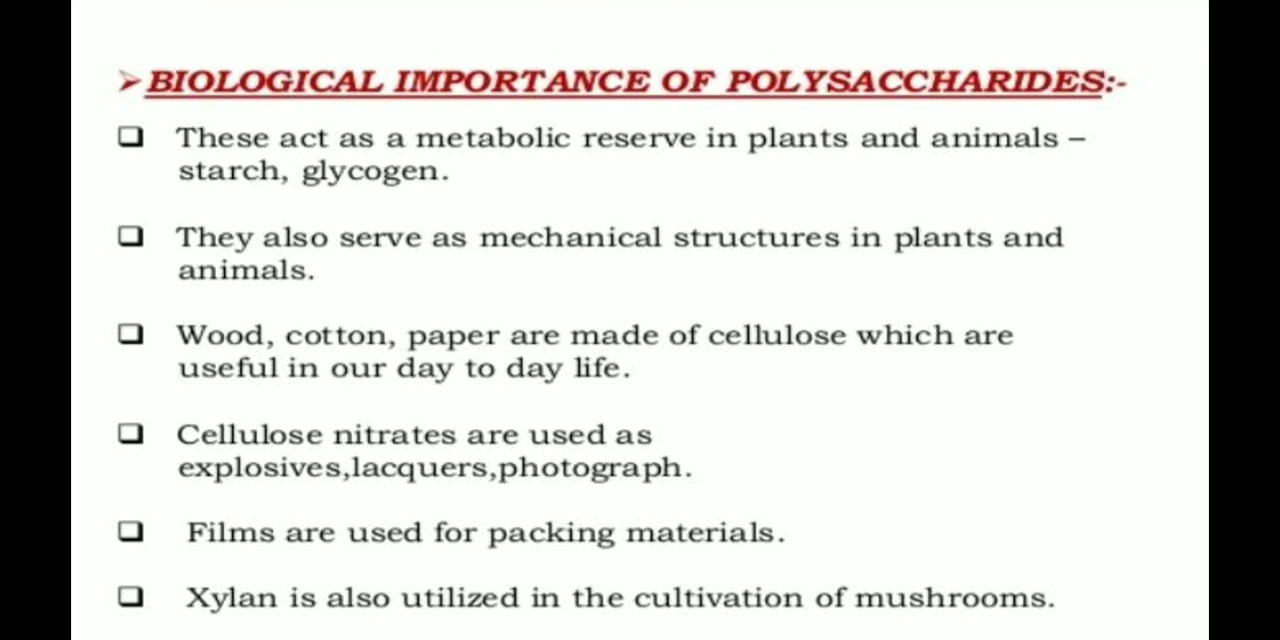 ➢ BIOLOGICAL IMPORTANCE OF POLYSACCHARIDES:-
❑ These act as a metabolic reserve in plants and animals –
starch, glycogen.
❑ They also serve as mechanical structures in plants and
animals.
❑ Wood, cotton, paper are made of cellulose which are
useful in our day to day life.
❑ Cellulose nitrates are used as
explosives,lacquers,photograph.
❑ Films are used for packing materials.
❑ Xylan is also utilized in the cultivation of mushrooms.